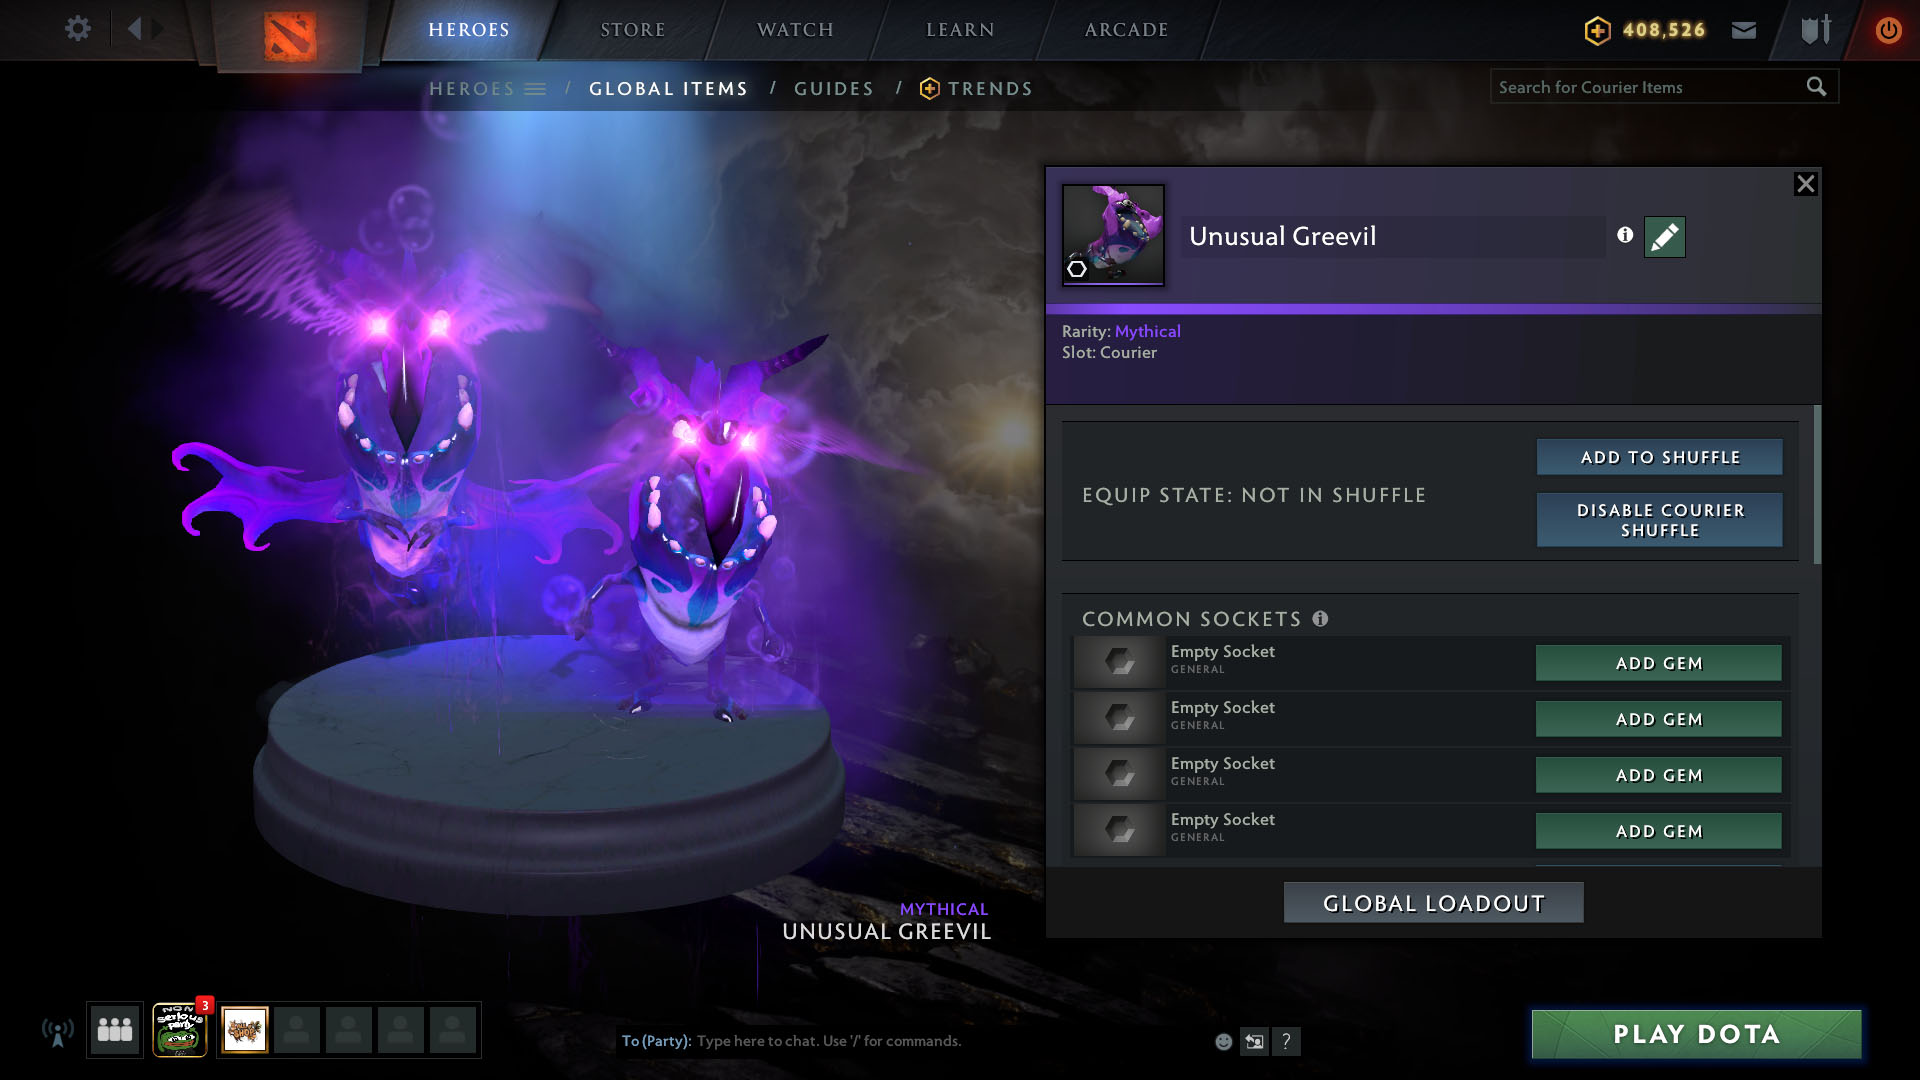 HEROES
STORE
WATCH
LEARN
ARCADE
408,526
HEROES / GLOBAL ITEMS / GUIDES / TRENDS
Search for Courier Items
Unusual Greevil
Rarity: Mythical
Slot: Courier
EQUIP STATE: NOT IN SHUFFLE
ADD TO SHUFFLE
DISABLE COURIER
SHUFFLE
COMMON SOCKETS
Empty Socket
GENERAL
ADD GEM
Empty Socket
GENERAL
ADD GEM
Empty Socket
GENERAL
ADD GEM
Empty Socket
GENERAL
ADD GEM
GLOBAL LOADOUT
MYTHICAL
UNUSUAL GREEVIL
3
NON
serious
party
To (Party): Type here to chat. Use '/' for commands.
?
PLAY DOTA